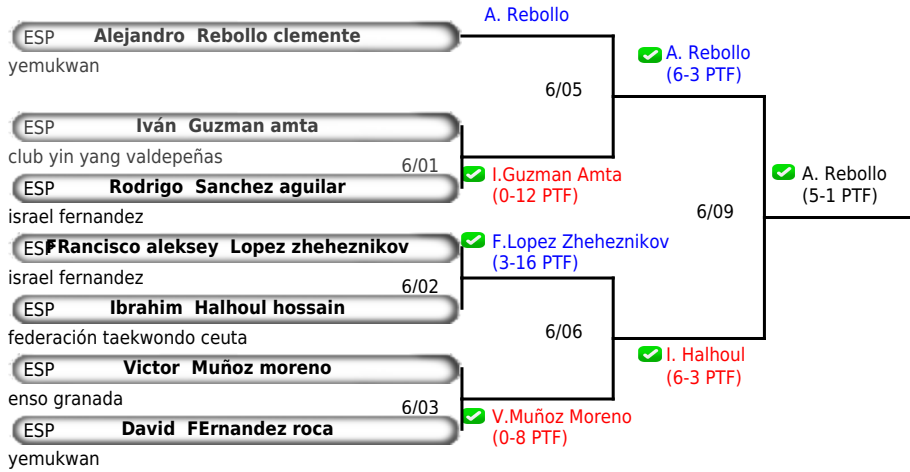 A. Rebollo
ESP Alejandro Rebollo clemente
yemukwan
A. Rebollo
(6-3 PTF)
6/05
ESP Iván Guzman amta
club yin yang valdepeñas
6/01
I.Guzman Amta
(0-12 PTF)
A. Rebollo
(5-1 PTF)
ESP Rodrigo Sanchez aguilar
israel fernandez
6/09
ESP FRancisco aleksey Lopez zheheznikov
F.Lopez Zheheznikov
(3-16 PTF)
israel fernandez
6/02
ESP Ibrahim Halhoul hossain
federación taekwondo ceuta
6/06
I. Halhoul
(6-3 PTF)
ESP Victor Muñoz moreno
enso granada
6/03
V.Muñoz Moreno
(0-8 PTF)
ESP David FErnandez roca
yemukwan